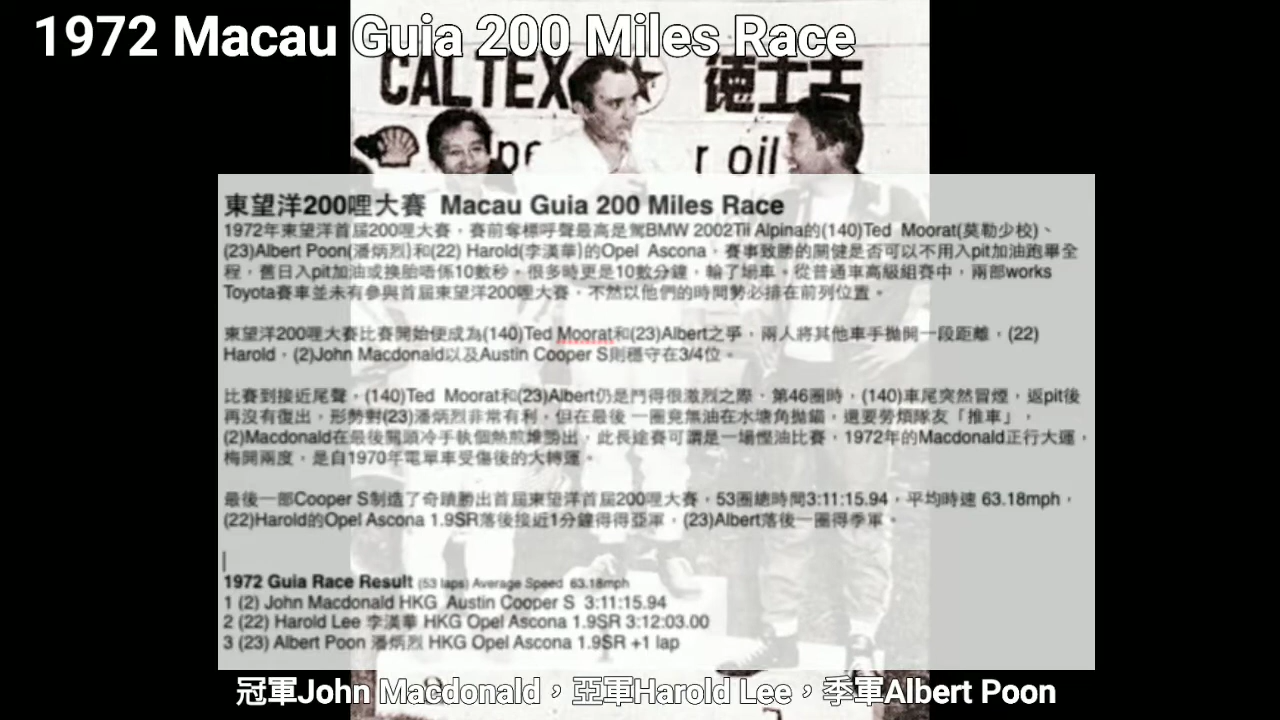 1972 Macau Guia 200 Miles Race
CALTEX 德士古
r oil
東望洋200哩大賽 Macau Guia 200 Miles Race
1972年東望洋首屆200哩大賽，賽前奪標呼聲最高是駕BMW 2002Tii Alpina的(140)Ted Moorat(莫勒少校)、
(23)Albert Poon(潘炳烈)和(22) Harold(李漢華)的Opel Ascona，賽事致勝的關健是否可以不用入pit加油跑畢全
程，舊日入pit加油或換胎唔係10數秒，很多時更是10數分鐘，輸了場車。從普通車高級組賽中，兩部works
Toyota賽車並未有參與首屆東望洋200哩大賽，不然以他們的時間勢必排在前列位置。
東望洋200哩大賽比賽開始便成為(140)Ted Moorat和(23)Albert之爭，兩人將其他車手拋開一段距離，(22)
Harold，(2)John Macdonald以及Austin Cooper S則穩守在3/4位。
比賽到接近尾聲，(140)Ted Moorat和(23)Albert仍是鬥得很激烈之際，第46圈時，(140)車尾突然冒煙，返pit後
再沒有復出，形勢對(23)潘炳烈非常有利，但在最後一圈竟無油在水塘角拋錨，還要勞煩隊友「推車」，
(2)Macdonald在最後關頭冷手執個熱煎堆勝出，此長途賽可謂是一場慳油比賽，1972年的Macdonald正行大運，
梅開兩度，是自1970年電單車受傷後的大轉運。
最後一部Cooper S制造了奇蹟勝出首屆東望洋首屆200哩大賽，53圈總時間3:11:15.94，平均時速 63.18mph，
(22)Harold的Opel Ascona 1.9SR落後接近1分鐘得得亞軍，(23)Albert落後一圈得季軍。
1972 Guia Race Result (53 laps) Average Speed 63.18mph
1 (2) John Macdonald HKG Austin Cooper S 3:11:15.94
2 (22) Harold Lee 李漢華 HKG Opel Ascona 1.9SR 3:12:03.00
3 (23) Albert Poon 潘炳烈 HKG Opel Ascona 1.9SR +1 lap
冠軍John Macdonald，亞軍Harold Lee，季軍Albert Poon